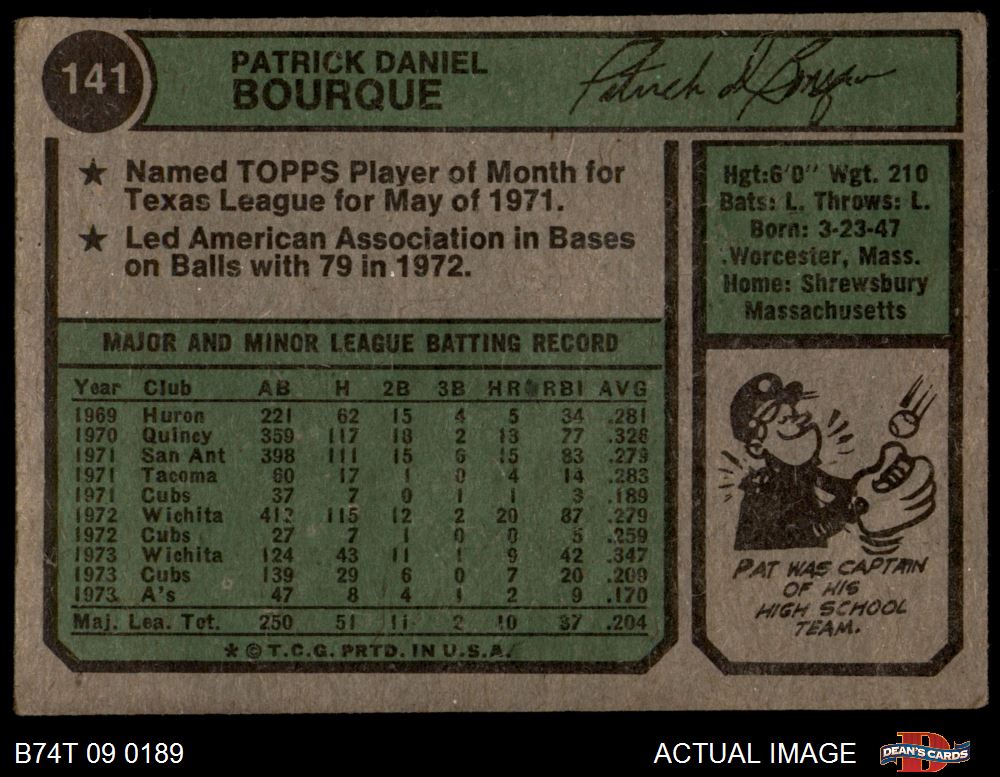 141
PATRICK DANIEL
BOURQUE
Patrick D Bourque
★ Named TOPPS Player of Month for
Texas League for May of 1971.
★ Led American Association in Bases
on Balls with 79 in 1972.
Hgt:6'0" Wgt. 210
Bats: L. Throws: L.
Born: 3-23-47
Worcester, Mass.
Home: Shrewsbury
Massachusetts
MAJOR AND MINOR LEAGUE BATTING RECORD
Year Club AB H 2B 3B HR RBI AVG
1969 Huron 221 62 15 4 5 34 .281
1970 Quincy 359 117 18 2 13 77 .326
1971 San Ant 398 111 15 6 15 83 .279
1971 Tacoma 60 17 1 0 4 14 .283
1971 Cubs 37 7 0 1 1 3 .189
1972 Wichita 412 115 12 2 20 87 .279
1972 Cubs 27 7 1 0 0 5 .259
1973 Wichita 124 43 11 1 9 42 .347
1973 Cubs 139 29 6 0 7 20 .209
1973 A's 47 8 4 1 2 9 .170
Maj. Lea. Tot. 250 51 11 2 10 37 .204
★ © T.C.G. PRTD. IN U.S.A.
PAT WAS CAPTAIN
OF HIS
HIGH SCHOOL
TEAM.
B74T 09 0189
ACTUAL IMAGE
DEAN'S CARDS